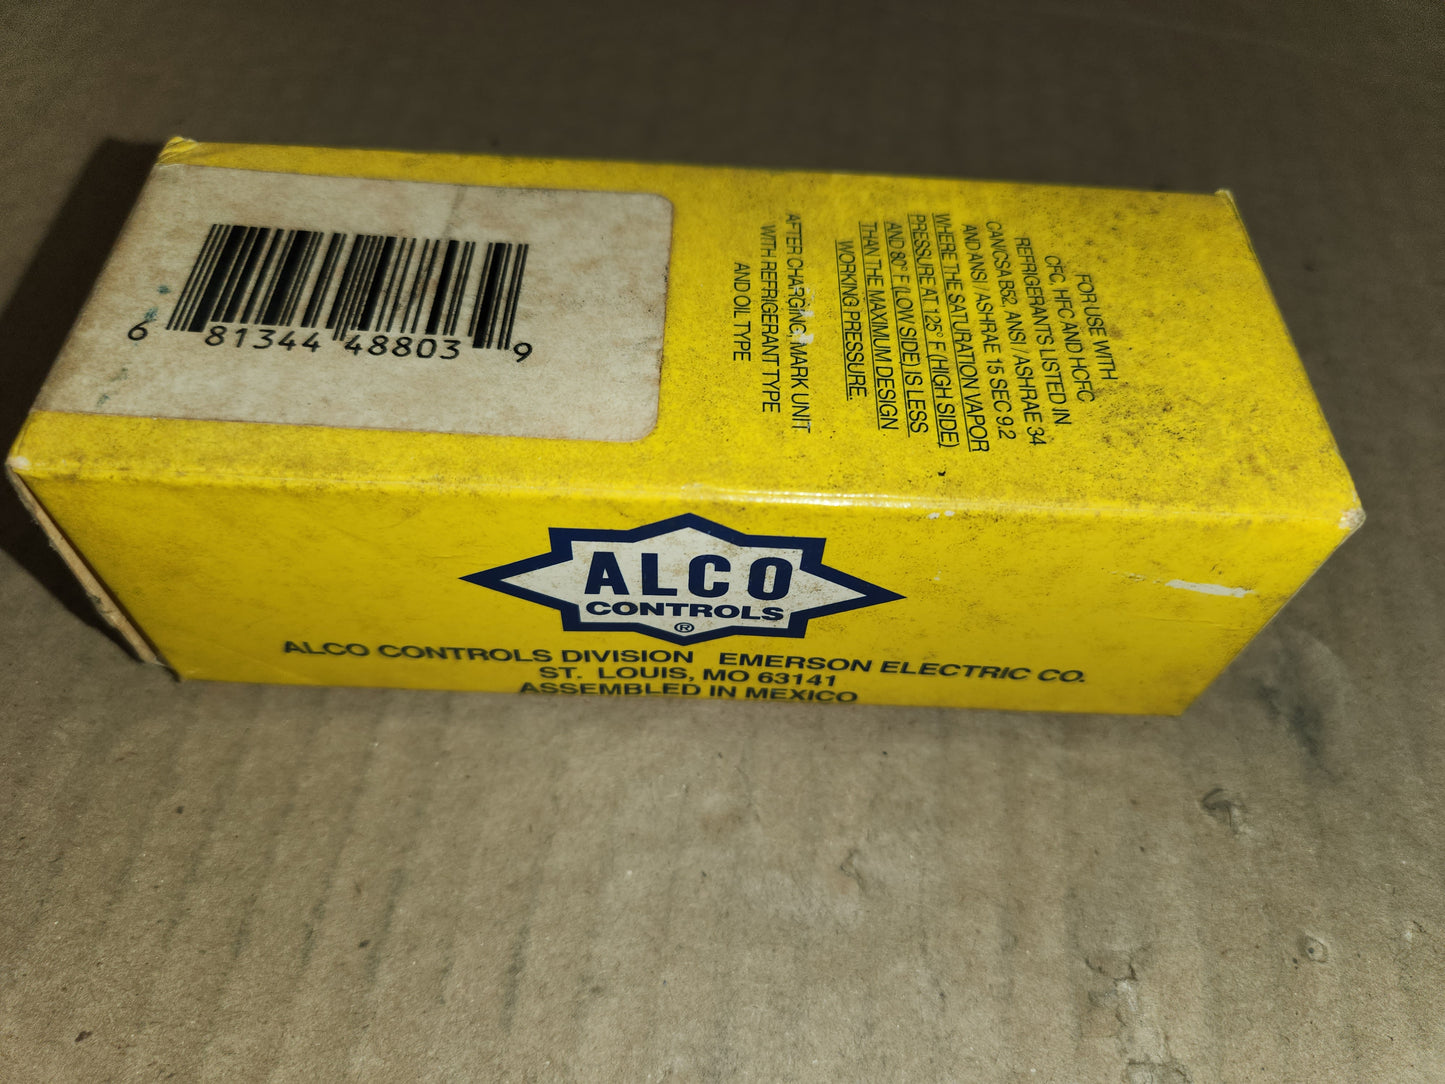 6 81344 48803 9
FOR USE WITH
CFC, HFC AND HCFC
REFRIGERANTS LISTED IN
CAN/CSA B52, ANSI / ASHRAE 34
AND ANSI / ASHRAE 15 SEC 9.2
WHERE THE SATURATION VAPOR
PRESSURE AT 125° F (HIGH SIDE)
AND 80° F (LOW SIDE) IS LESS
THAN THE MAXIMUM DESIGN
WORKING PRESSURE.
AFTER CHARGING, MARK UNIT
WITH REFRIGERANT TYPE
AND OIL TYPE
ALCO
CONTROLS
®
ALCO CONTROLS DIVISION EMERSON ELECTRIC CO.
ST. LOUIS, MO 63141
ASSEMBLED IN MEXICO